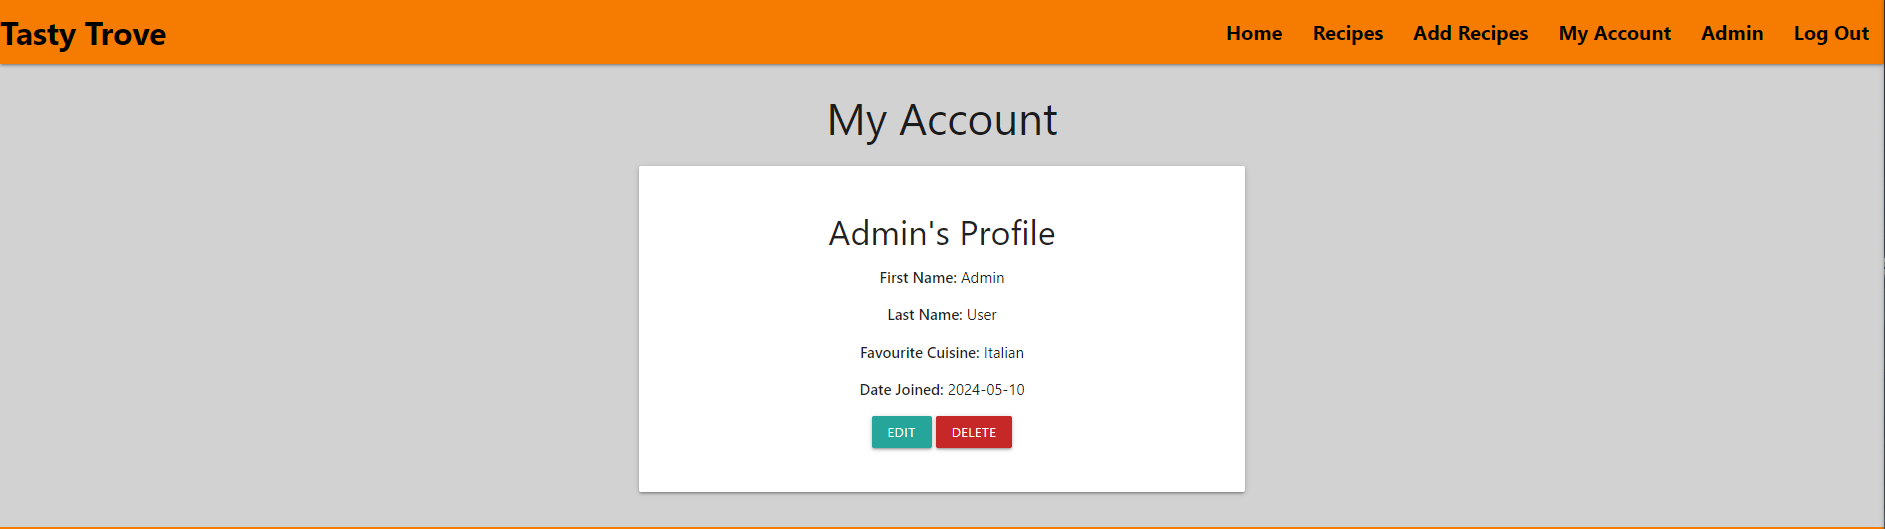 Tasty Trove Home Recipes Add Recipes My Account Admin Log Out
My Account
Admin's Profile
First Name: Admin
Last Name: User
Favourite Cuisine: Italian
Date Joined: 2024-05-10
EDIT DELETE